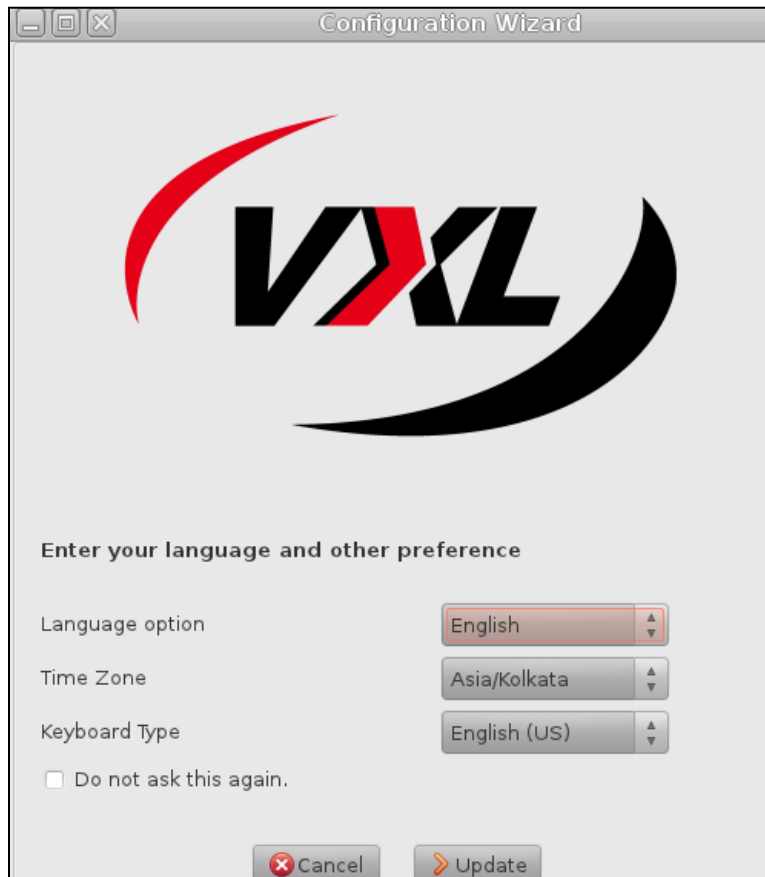 Configuration Wizard
VXL
Enter your language and other preference
Language option English
Time Zone Asia/Kolkata
Keyboard Type English (US)
Do not ask this again.
Cancel Update